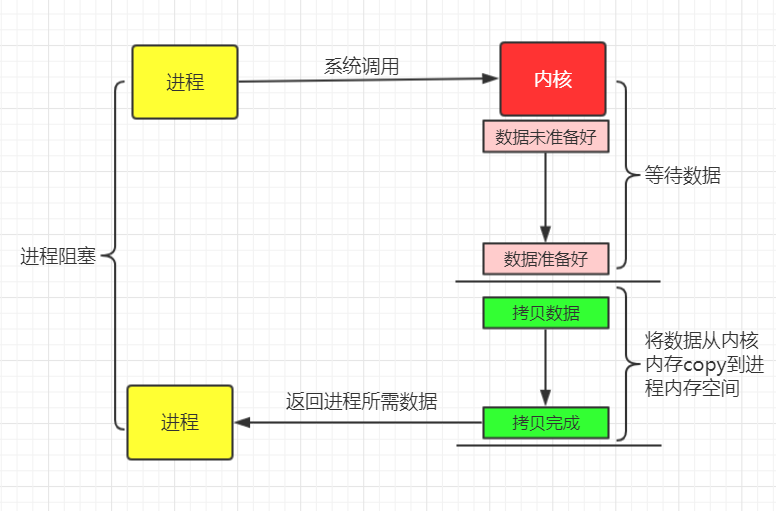 进程
系统调用
内核
数据未准备好
等待数据
进程阻塞
数据准备好
拷贝数据
将数据从内核
内存copy到进
程内存空间
返回进程所需数据
进程
拷贝完成